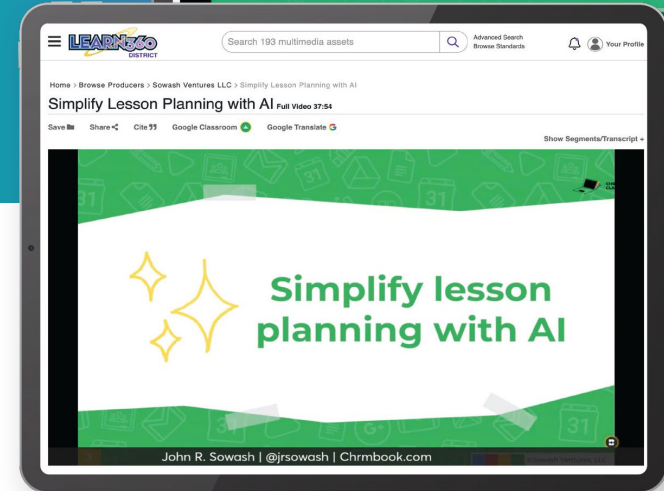 LEARN360
DISTRICT
Search 193 multimedia assets
Advanced Search
Browse Standards
Your Profile
Home > Browse Producers > Sowash Ventures LLC > Simplify Lesson Planning with AI
Simplify Lesson Planning with AI Full Video 37:54
Save Share Cite Google Classroom Google Translate
Show Segments/Transcript +
Simplify lesson
planning with AI
John R. Sowash | @jrsowash | Chrmbook.com